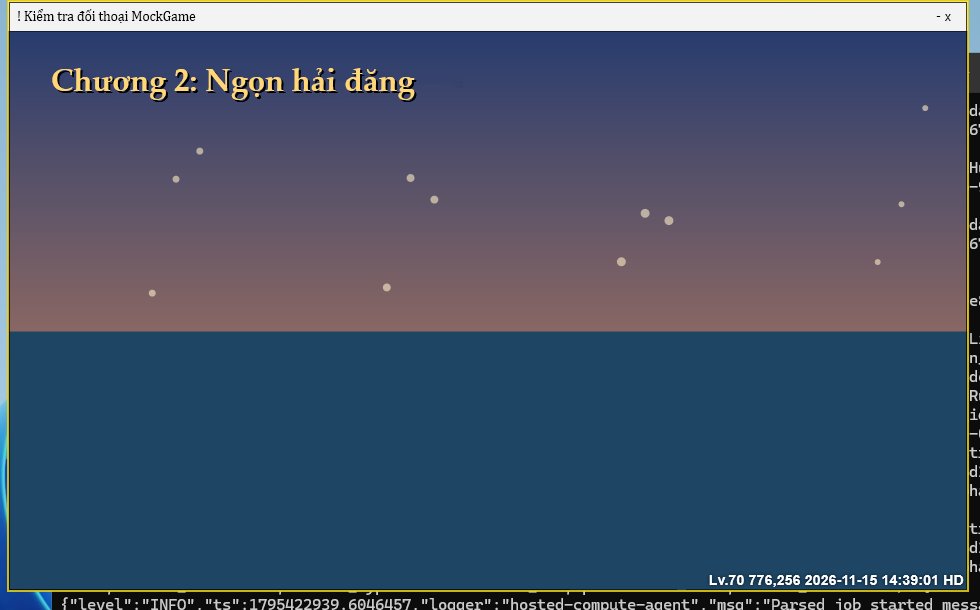 ! Kiểm tra đối thoại MockGame
- x
Chương 2: Ngọn hải đăng
Lv.70 776,256 2026-11-15 14:39:01 HD
{"level":"INFO","ts":1795422939.6046457,"logger":"hosted-compute-agent","msg":"Parsed job started